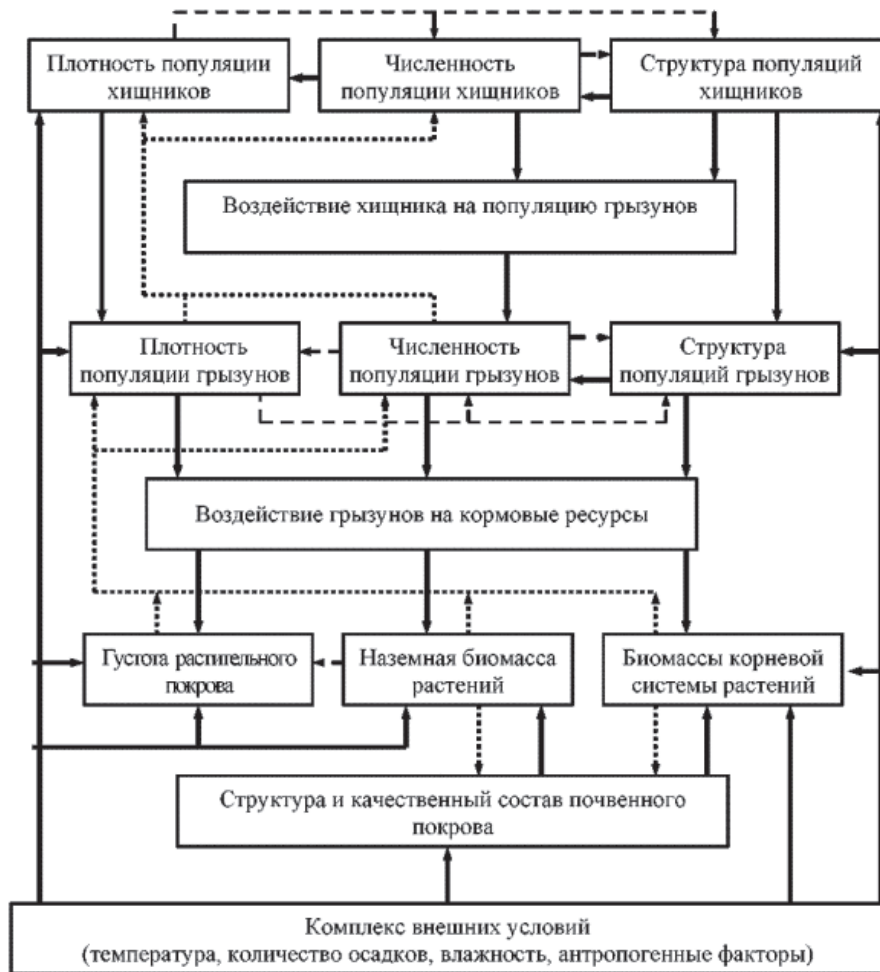 Плотность популяции
хищников
Численность
популяции хищников
Структура популяций
хищников
Воздействие хищника на популяцию грызунов
Плотность
популяции грызунов
Численность
популяции грызунов
Структура
популяций грызунов
Воздействие грызунов на кормовые ресурсы
Густота растительного
покрова
Наземная биомасса
растений
Биомассы корневой
системы растений
Структура и качественный состав почвенного
покрова
Комплекс внешних условий
(температура, количество осадков, влажность, антропогенные факторы)